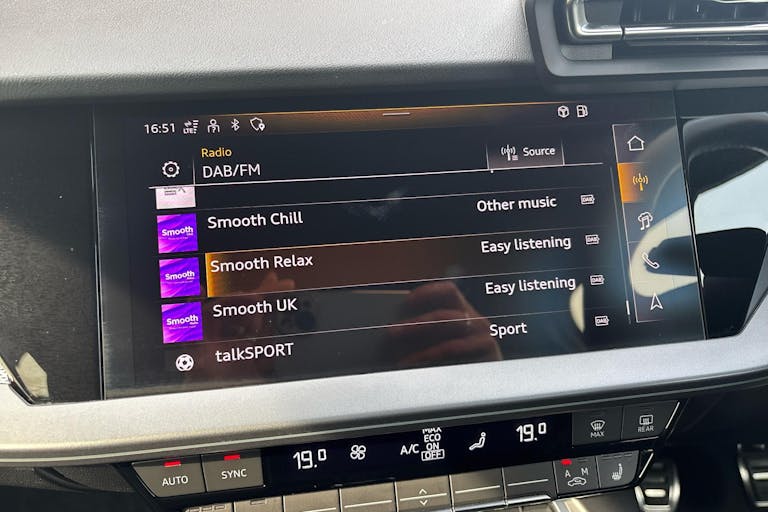 16:51 LTE
Radio
DAB/FM
Source
Smooth Chill Other music DAB
Smooth
Smooth Relax Easy listening DAB
Smooth
Smooth UK Easy listening DAB
Smooth
talkSPORT Sport DAB
AUTO
SYNC
19.0
A/C
MAX
ECO
ON
OFF
19.0
MAX
REAR
A M